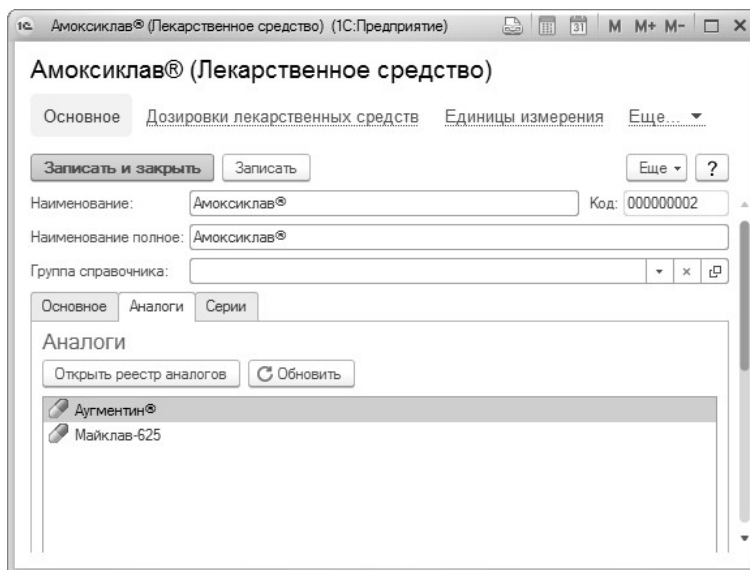 1С Амоксиклав® (Лекарственное средство) (1С:Предприятие) 31 M M+ M-
Амоксиклав® (Лекарственное средство)
Основное Дозировки лекарственных средств Единицы измерения Еще...
Записать и закрыть Записать Еще ?
Наименование: Амоксиклав® Код: 000000002
Наименование полное: Амоксиклав®
Группа справочника:
Основное Аналоги Серии
Аналоги
Открыть реестр аналогов Обновить
Аугментин®
Майклав-625